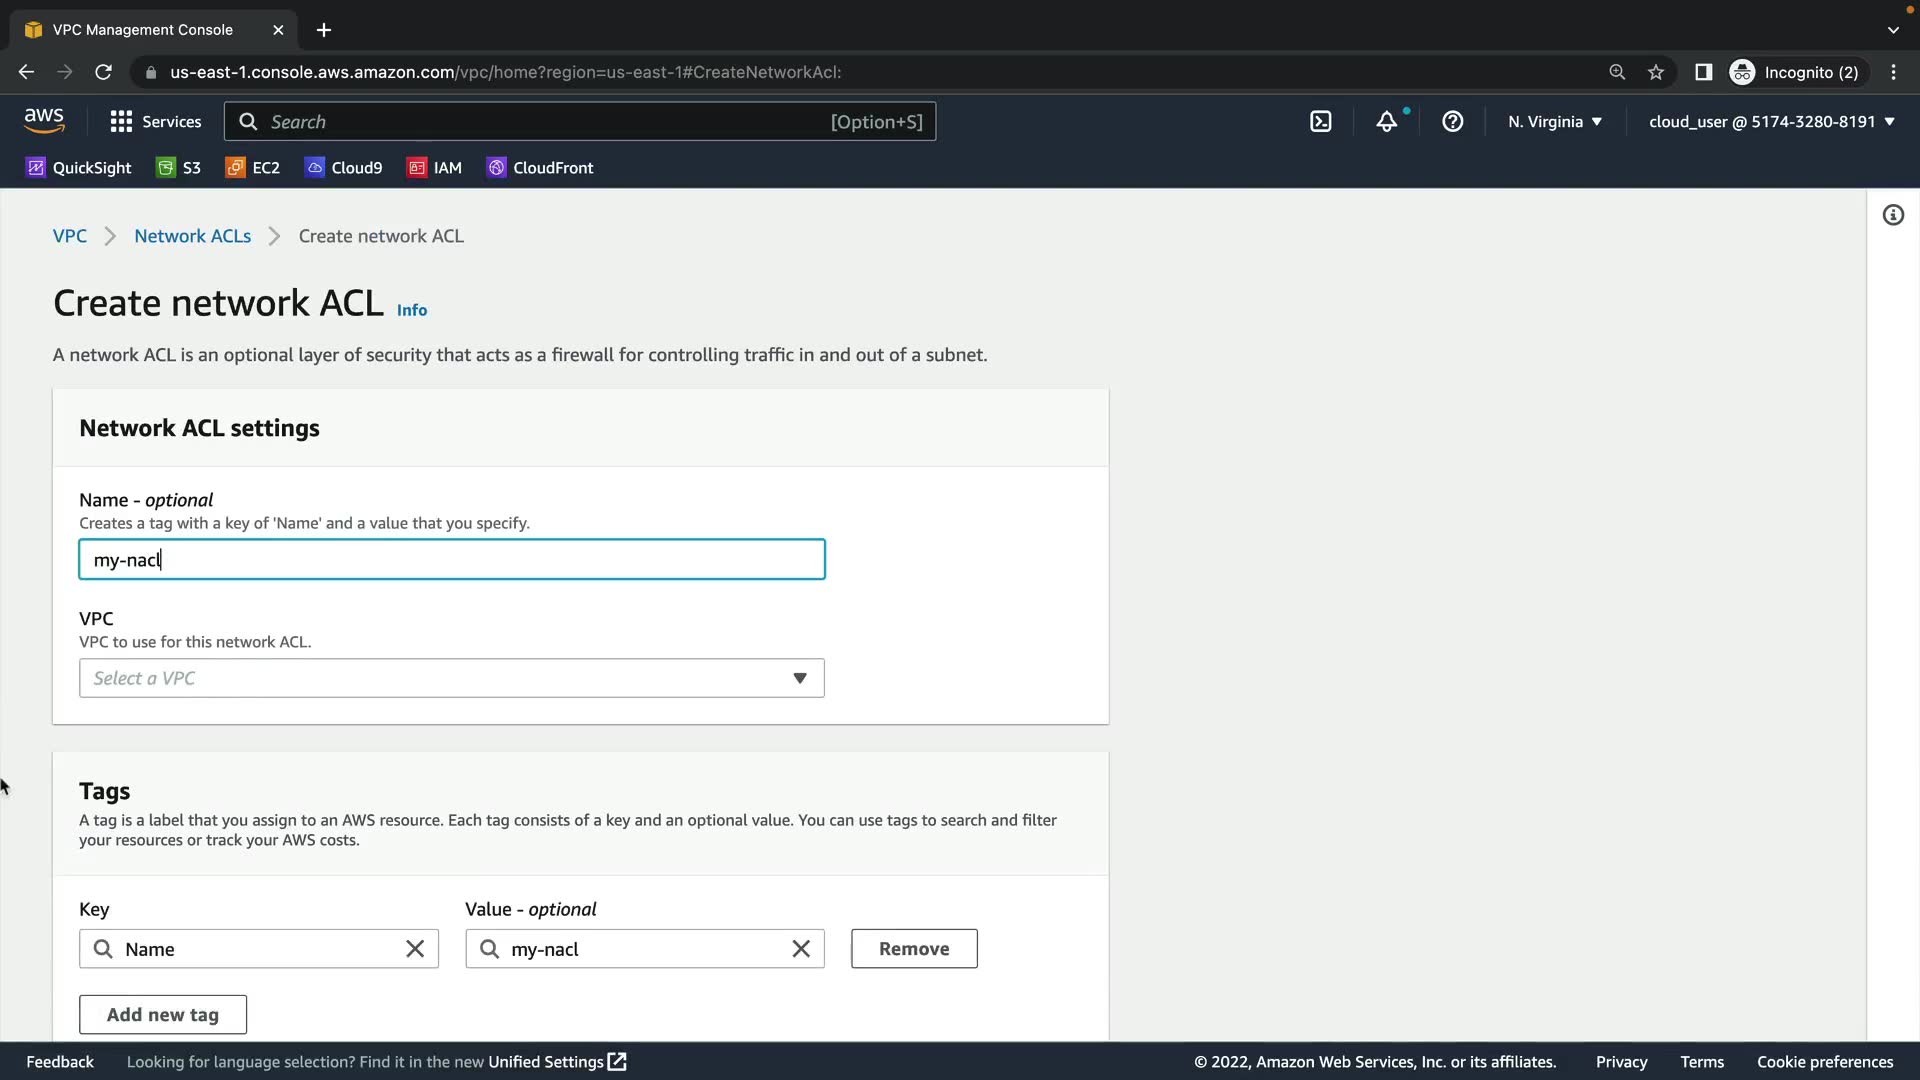 VPC Management Console
us-east-1.console.aws.amazon.com/vpc/home?region=us-east-1#CreateNetworkAcl:
Incognito (2)
aws
Services
Search
[Option+S]
N. Virginia
cloud_user @ 5174-3280-8191
QuickSight
S3
EC2
Cloud9
IAM
CloudFront
VPC
Network ACLs
Create network ACL
Create network ACL Info
A network ACL is an optional layer of security that acts as a firewall for controlling traffic in and out of a subnet.
Network ACL settings
Name - optional
Creates a tag with a key of 'Name' and a value that you specify.
my-nacl
VPC
VPC to use for this network ACL.
Select a VPC
Tags
A tag is a label that you assign to an AWS resource. Each tag consists of a key and an optional value. You can use tags to search and filter
your resources or track your AWS costs.
Key
Value - optional
Name
my-nacl
Remove
Add new tag
Feedback
Looking for language selection? Find it in the new Unified Settings
© 2022, Amazon Web Services, Inc. or its affiliates.
Privacy
Terms
Cookie preferences